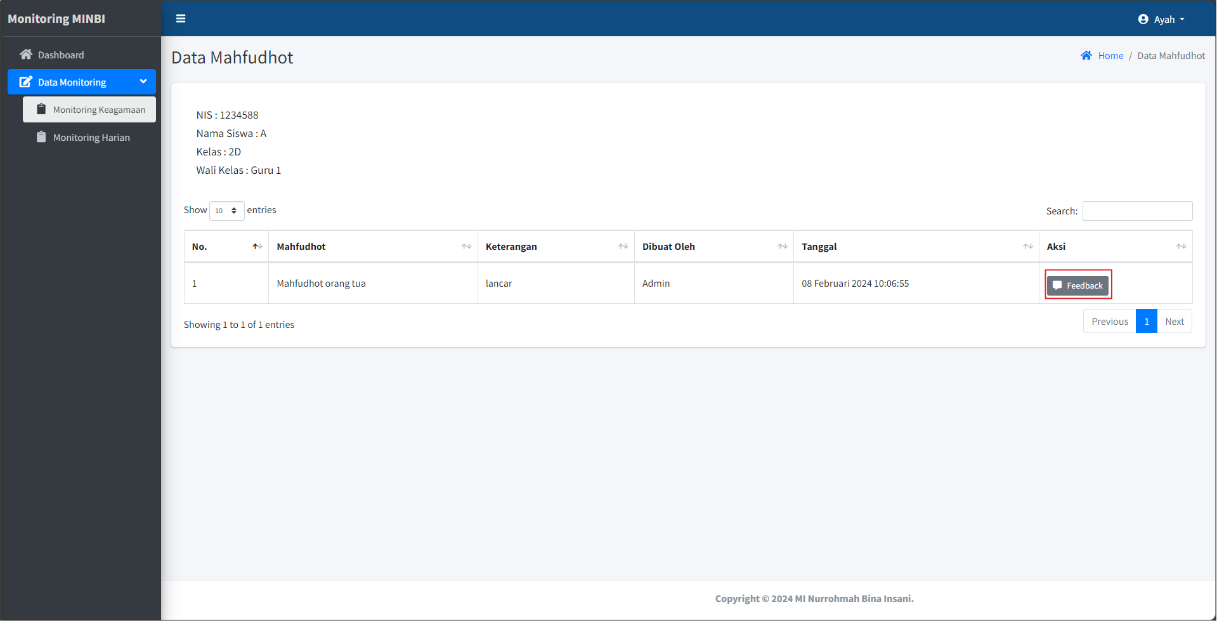 Monitoring MINBI
Ayah
Dashboard
Data Monitoring
Monitoring Keagamaan
Monitoring Harian
Data Mahfudhot
Home / Data Mahfudhot
NIS : 1234588
Nama Siswa : A
Kelas : 2D
Wali Kelas : Guru 1
Show 10 entries
Search:
No. Mahfudhot Keterangan Dibuat Oleh Tanggal Aksi
1 Mahfudhot orang tua lancar Admin 08 Februari 2024 10:06:55 Feedback
Showing 1 to 1 of 1 entries
Previous 1 Next
Copyright © 2024 MI Nurrohmah Bina Insani.